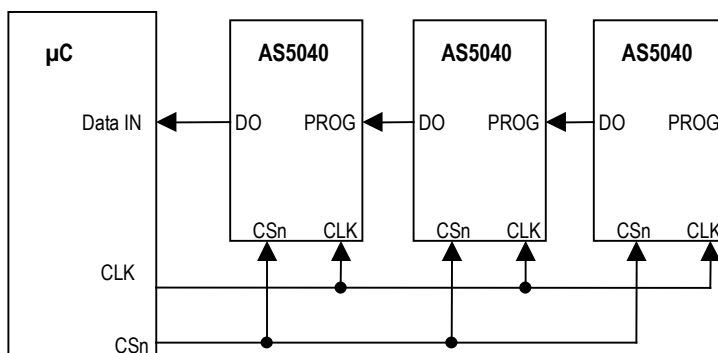 µC
AS5040
AS5040
AS5040
Data IN
DO
PROG
DO
PROG
DO
PROG
CSn
CLK
CSn
CLK
CSn
CLK
CLK
CSn